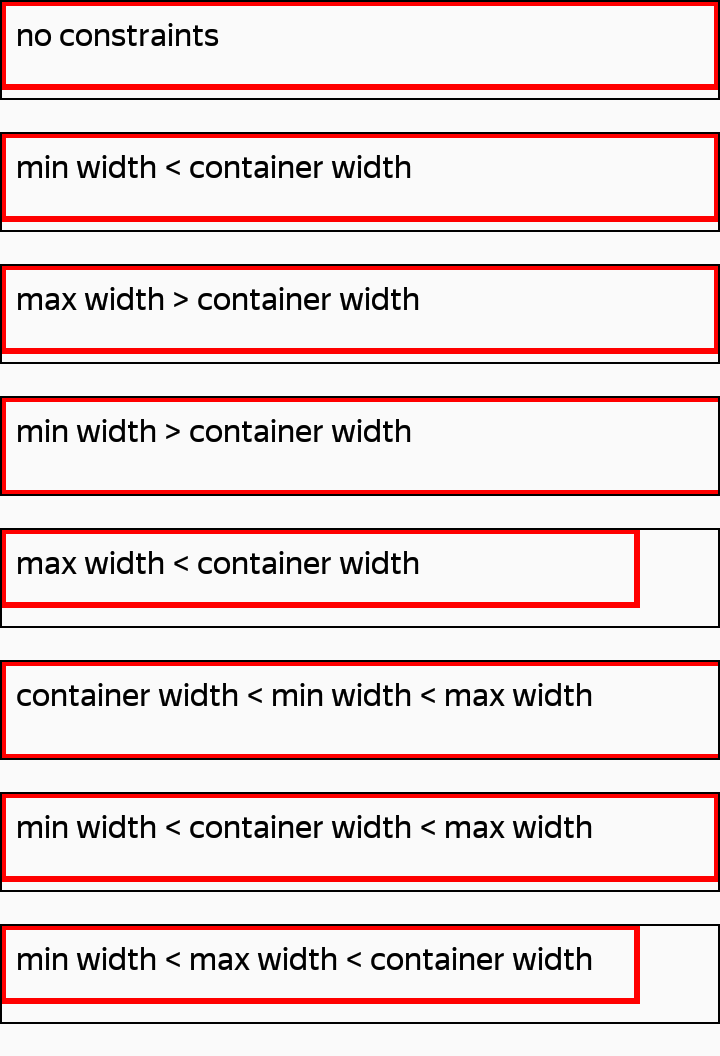 no constraints
min width < container width
max width > container width
min width > container width
max width < container width
container width < min width < max width
min width < container width < max width
min width < max width < container width